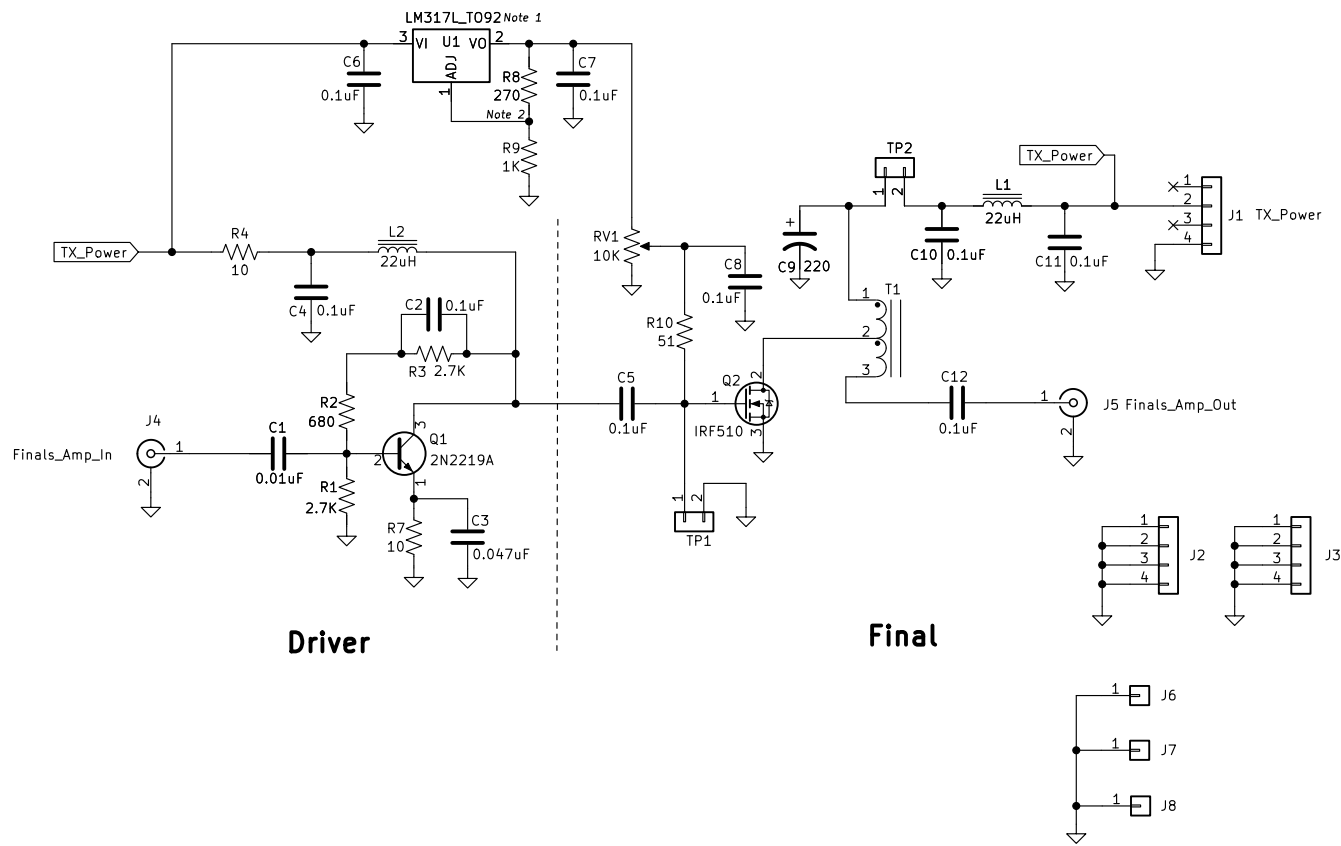 LM317L_TO92 Note 1
3 VI U1 VO 2
ADJ
1
C6
0.1uF
R8
270
C7
0.1uF
Note 2
R9
1K
TP2
1 2
TX_Power
L1
22uH
1
2
3
4
J1 TX_Power
C9 220
+
C10 0.1uF
C11 0.1uF
TX_Power
R4
10
L2
22uH
C4 0.1uF
C2 0.1uF
R3 2.7K
RV1
10K
C8
0.1uF
R10
51
1 T1
2
3
R2
680
C5
0.1uF
Q2
1
2
3
IRF510
C12
0.1uF
1
2
J5 Finals_Amp_Out
J4
Finals_Amp_In
1
2
C1
0.01uF
R1
2.7K
3
Q1
2
2N2219A
1
R7
10
C3
0.047uF
1 2
TP1
1
2
3
4
J2
1
2
3
4
J3
Driver
Final
1 J6
1 J7
1 J8